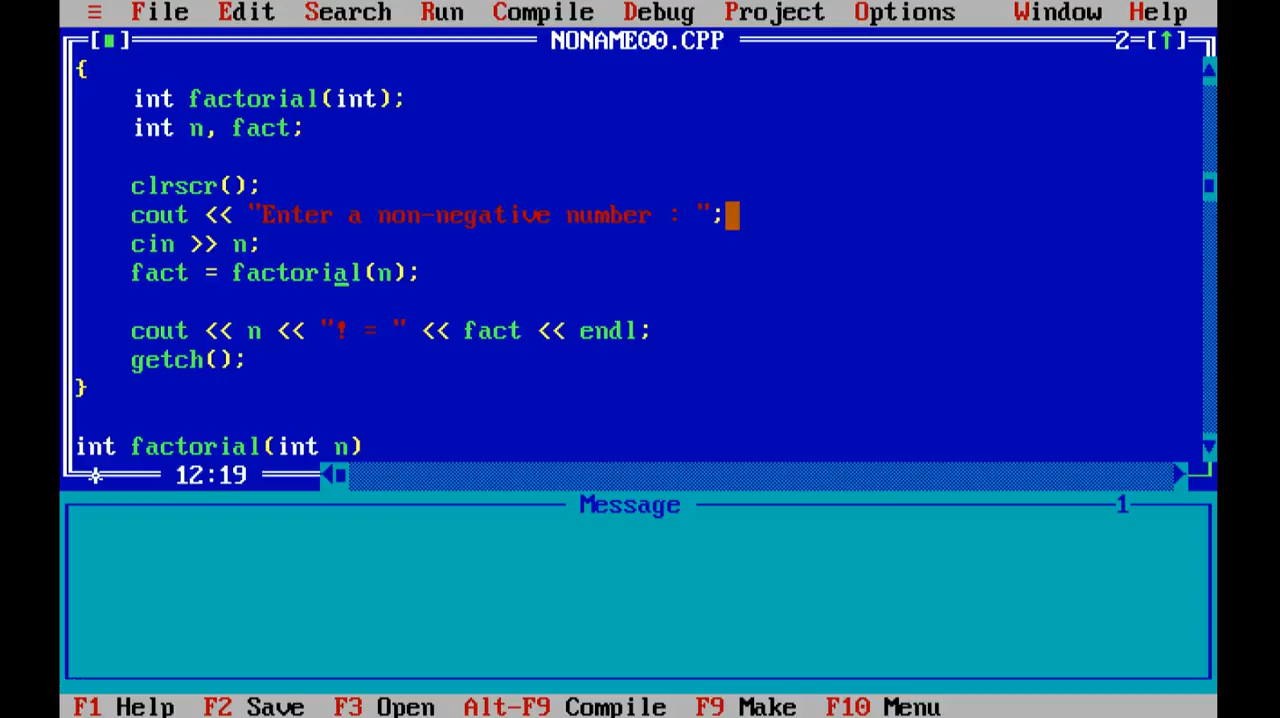 ≡ File Edit Search Run Compile Debug Project Options Window Help
[■] NONAME00.CPP 2=[↑]
{
int factorial(int);
int n, fact;
clrscr();
cout << "Enter a non-negative number : ";
cin >> n;
fact = factorial(n);
cout << n << "! = " << fact << endl;
getch();
}
int factorial(int n)
12:19
Message 1
F1 Help F2 Save F3 Open Alt-F9 Compile F9 Make F10 Menu